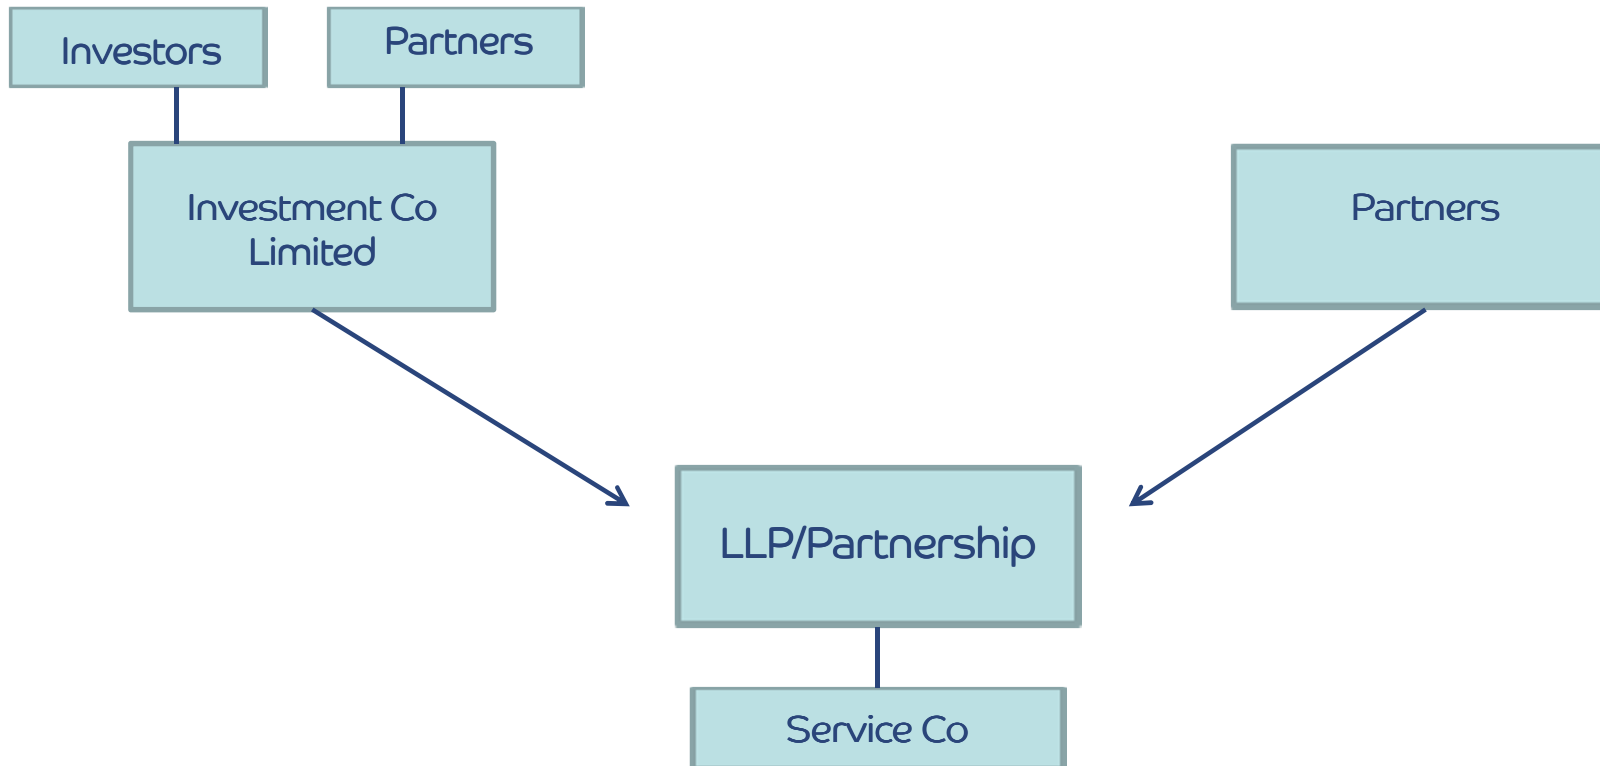 Investors
Partners
Investment Co
Limited
Partners
LLP/Partnership
Service Co